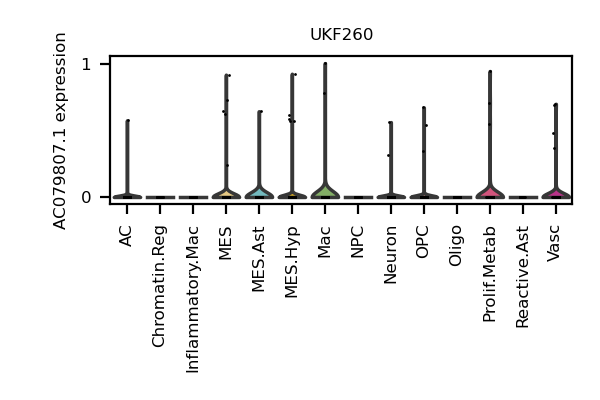 UKF260
AC079807.1 expression
1
0
AC
Chromatin.Reg
Inflammatory.Mac
MES
MES.Ast
MES.Hyp
Mac
NPC
Neuron
OPC
Oligo
Prolif.Metab
Reactive.Ast
Vasc